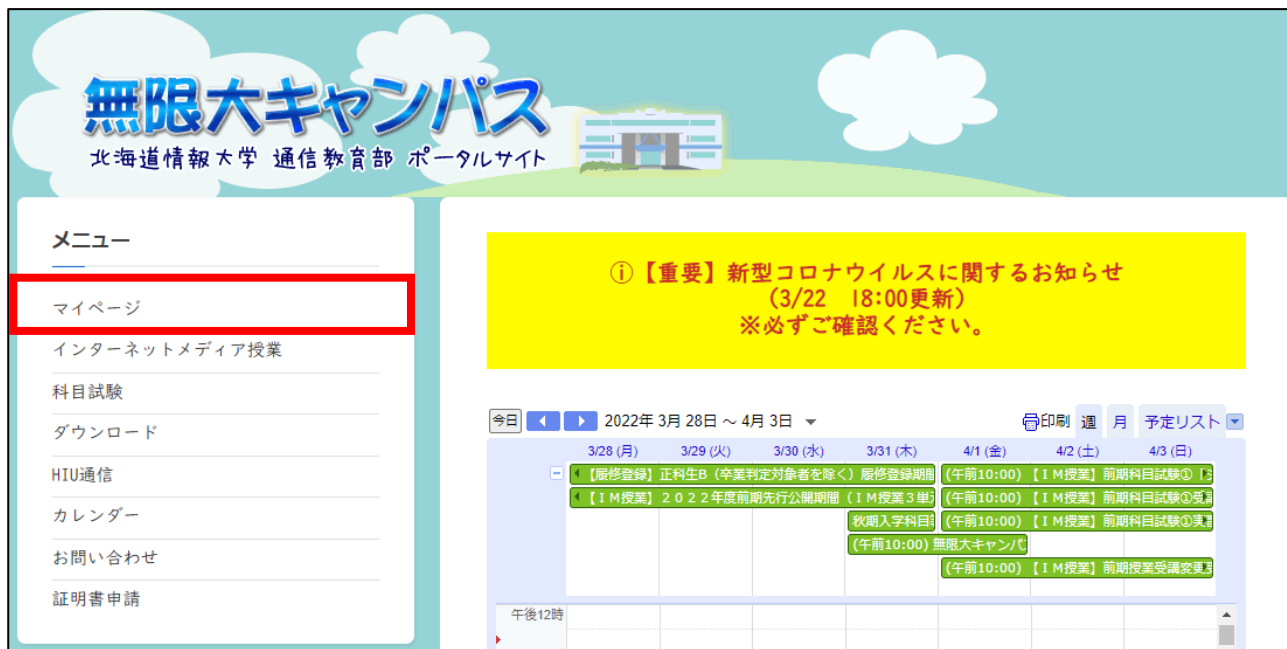 無限大キャンパス
北海道情報大学 通信教育部 ポータルサイト
メニュー
マイページ
インターネットメディア授業
科目試験
ダウンロード
HIU通信
カレンダー
お問い合わせ
証明書申請
ⓘ【重要】新型コロナウイルスに関するお知らせ
(3/22 18:00更新)
※必ずご確認ください。
今日 2022年 3月 28日 ～ 4月 3日 印刷 週 月 予定リスト
3/28 (月) 3/29 (火) 3/30 (水) 3/31 (木) 4/1 (金) 4/2 (土) 4/3 (日)
【履修登録】正科生B（卒業判定対象者を除く）履修登録期間 (午前10:00) 【ＩＭ授業】前期科目試験①
【ＩＭ授業】２０２２年度前期先行公開期間（ＩＭ授業３単 (午前10:00) 【ＩＭ授業】前期科目試験①受
秋期入学科目 (午前10:00) 【ＩＭ授業】前期科目試験①実
(午前10:00) 無限大キャンパ
(午前10:00) 【ＩＭ授業】前期授業受講変更
午後12時